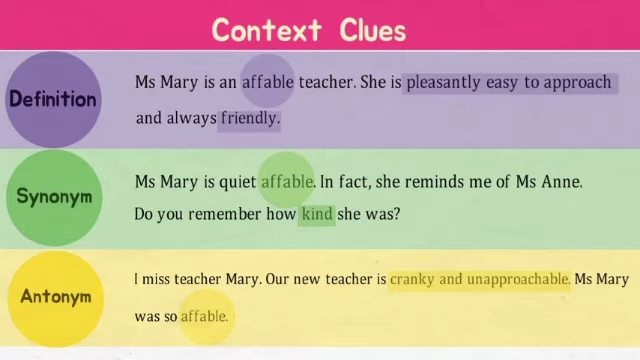 Context Clues
Definition
Ms Mary is an affable teacher. She is pleasantly easy to approach
and always friendly.
Synonym
Ms Mary is quiet affable. In fact, she reminds me of Ms Anne.
Do you remember how kind she was?
Antonym
I miss teacher Mary. Our new teacher is cranky and unapproachable. Ms Mary
was so affable.